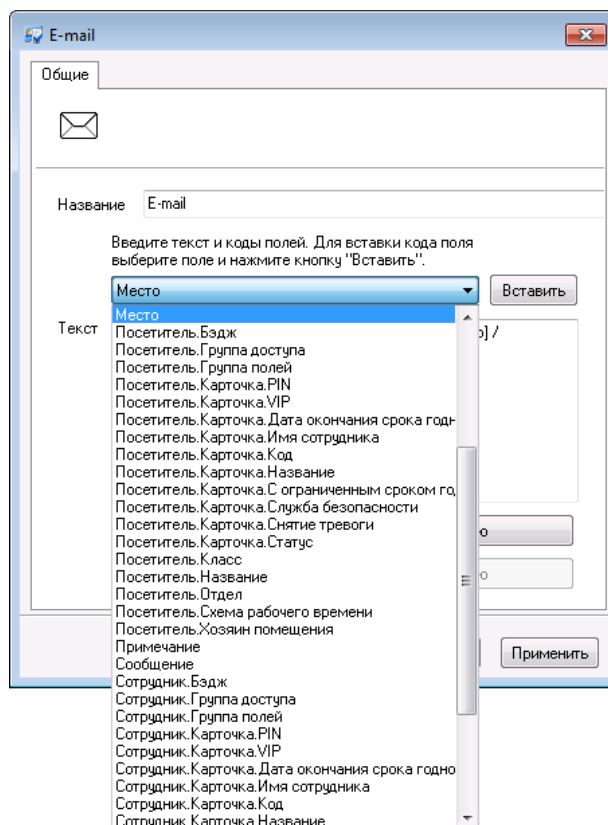 E-mail
Общие
Название E-mail
Введите текст и коды полей. Для вставки кода поля
выберите поле и нажмите кнопку "Вставить".
Место Вставить
Текст
Место
Посетитель.Бэдж
Посетитель.Группа доступа
Посетитель.Группа полей
Посетитель.Карточка.PIN
Посетитель.Карточка.VIP
Посетитель.Карточка.Дата окончания срока годн
Посетитель.Карточка.Имя сотрудника
Посетитель.Карточка.Код
Посетитель.Карточка.Название
Посетитель.Карточка.С ограниченным сроком го
Посетитель.Карточка.Служба безопасности
Посетитель.Карточка.Снятие тревоги
Посетитель.Карточка.Статус
Посетитель.Класс
Посетитель.Название
Посетитель.Отдел
Посетитель.Схема рабочего времени
Посетитель.Хозяин помещения
Примечание
Сообщение
Применить
Сотрудник.Бэдж
Сотрудник.Группа доступа
Сотрудник.Группа полей
Сотрудник.Карточка.PIN
Сотрудник.Карточка.VIP
Сотрудник.Карточка.Дата окончания срока годно
Сотрудник.Карточка.Имя сотрудника
Сотрудник.Карточка.Код
Сотрудник.Карточка.Название